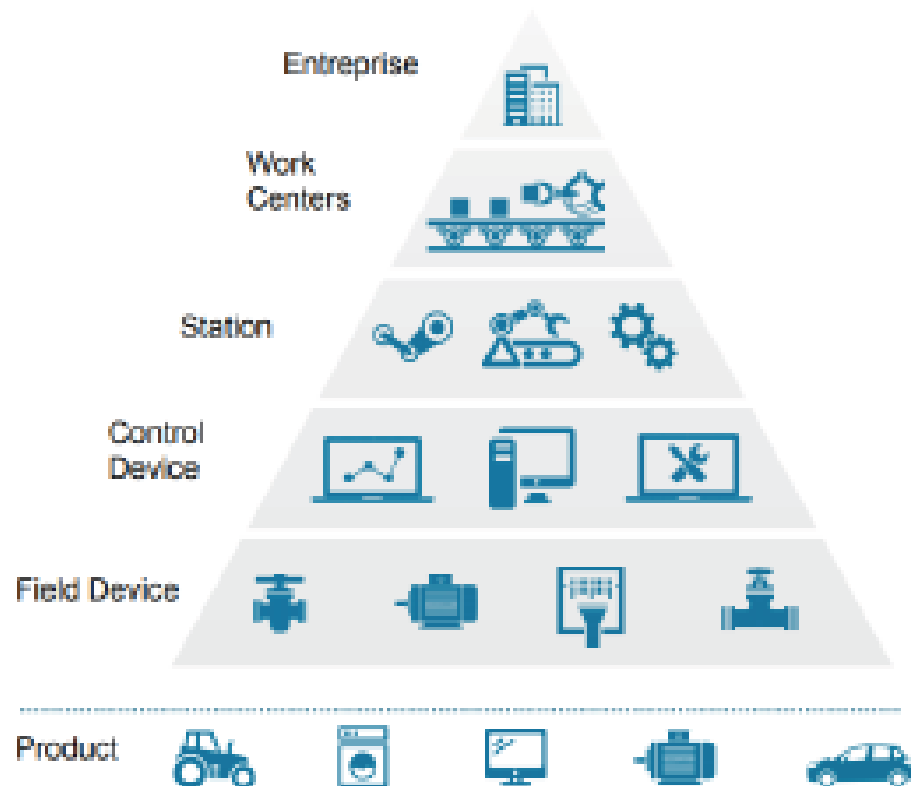 Entreprise
Work
Centers
Station
Control
Device
Field Device
Product